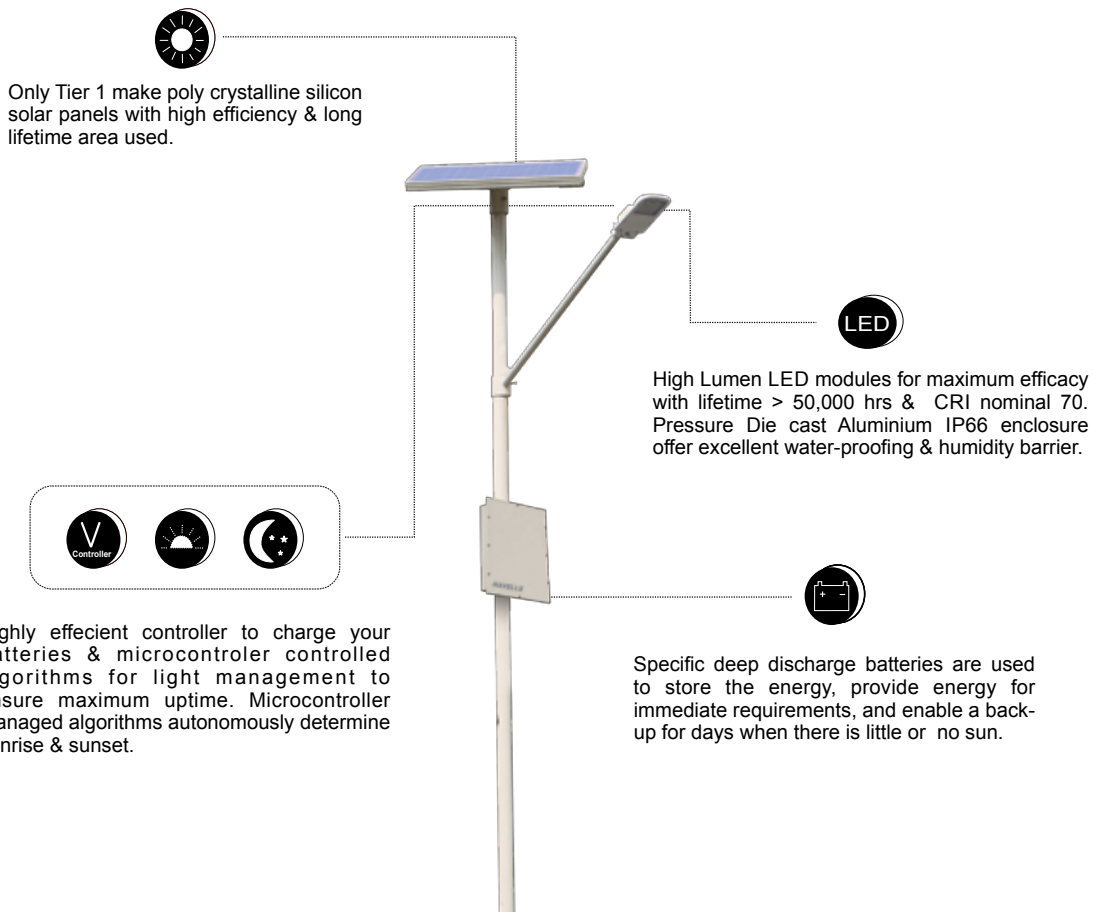 Only Tier 1 make poly crystalline silicon
solar panels with high efficiency & long
lifetime area used.
LED
High Lumen LED modules for maximum efficacy
with lifetime > 50,000 hrs & CRI nominal 70.
Pressure Die cast Aluminium IP66 enclosure
offer excellent water-proofing & humidity barrier.
V
Controller
HAVELLS
+ -
ghly effecient controller to charge your
atteries & microcontroler controlled
gorithms for light management to
nsure maximum uptime. Microcontroller
anaged algorithms autonomously determine
nrise & sunset.
Specific deep discharge batteries are used
to store the energy, provide energy for
immediate requirements, and enable a back-
up for days when there is little or no sun.